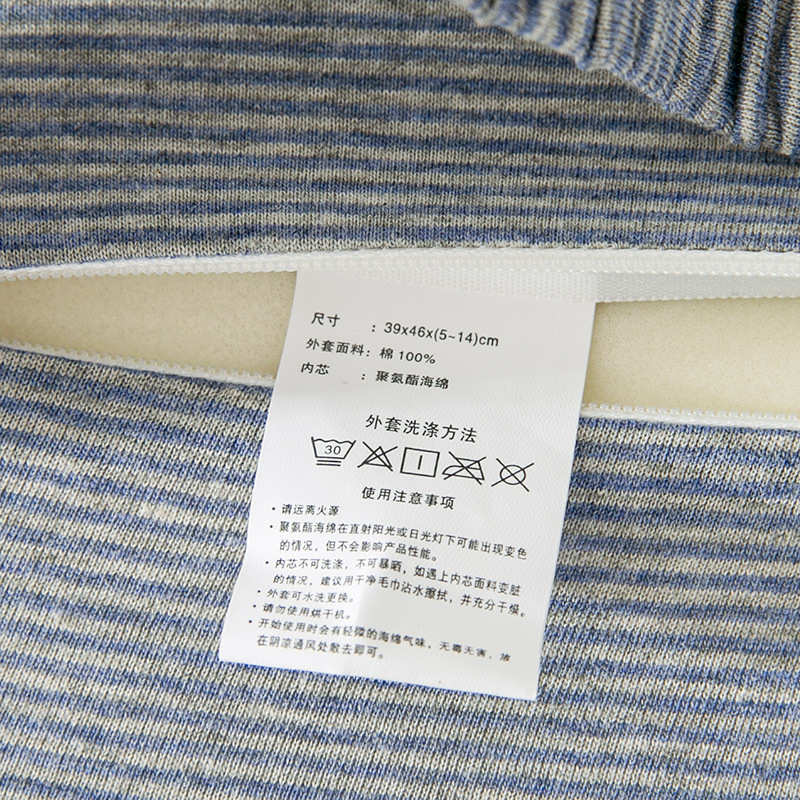 尺寸 : 39x46x(5~14)cm
外套面料: 棉 100%
内芯 : 聚氨酯海绵
外套洗涤方法
30
使用注意事项
• 请远离火源
• 聚氨酯海绵在直射阳光或日光灯下可能出现变色
的情况，但不会影响产品性能。
• 内芯不可洗涤，不可暴晒，如遇上内芯面料变脏
的情况，建议用干净毛巾沾水擦拭，并充分干燥。
• 外套可水洗更换。
• 请勿使用烘干机。
• 开始使用时会有轻微的海绵气味，无毒无害，放
在阴凉通风处散去即可。